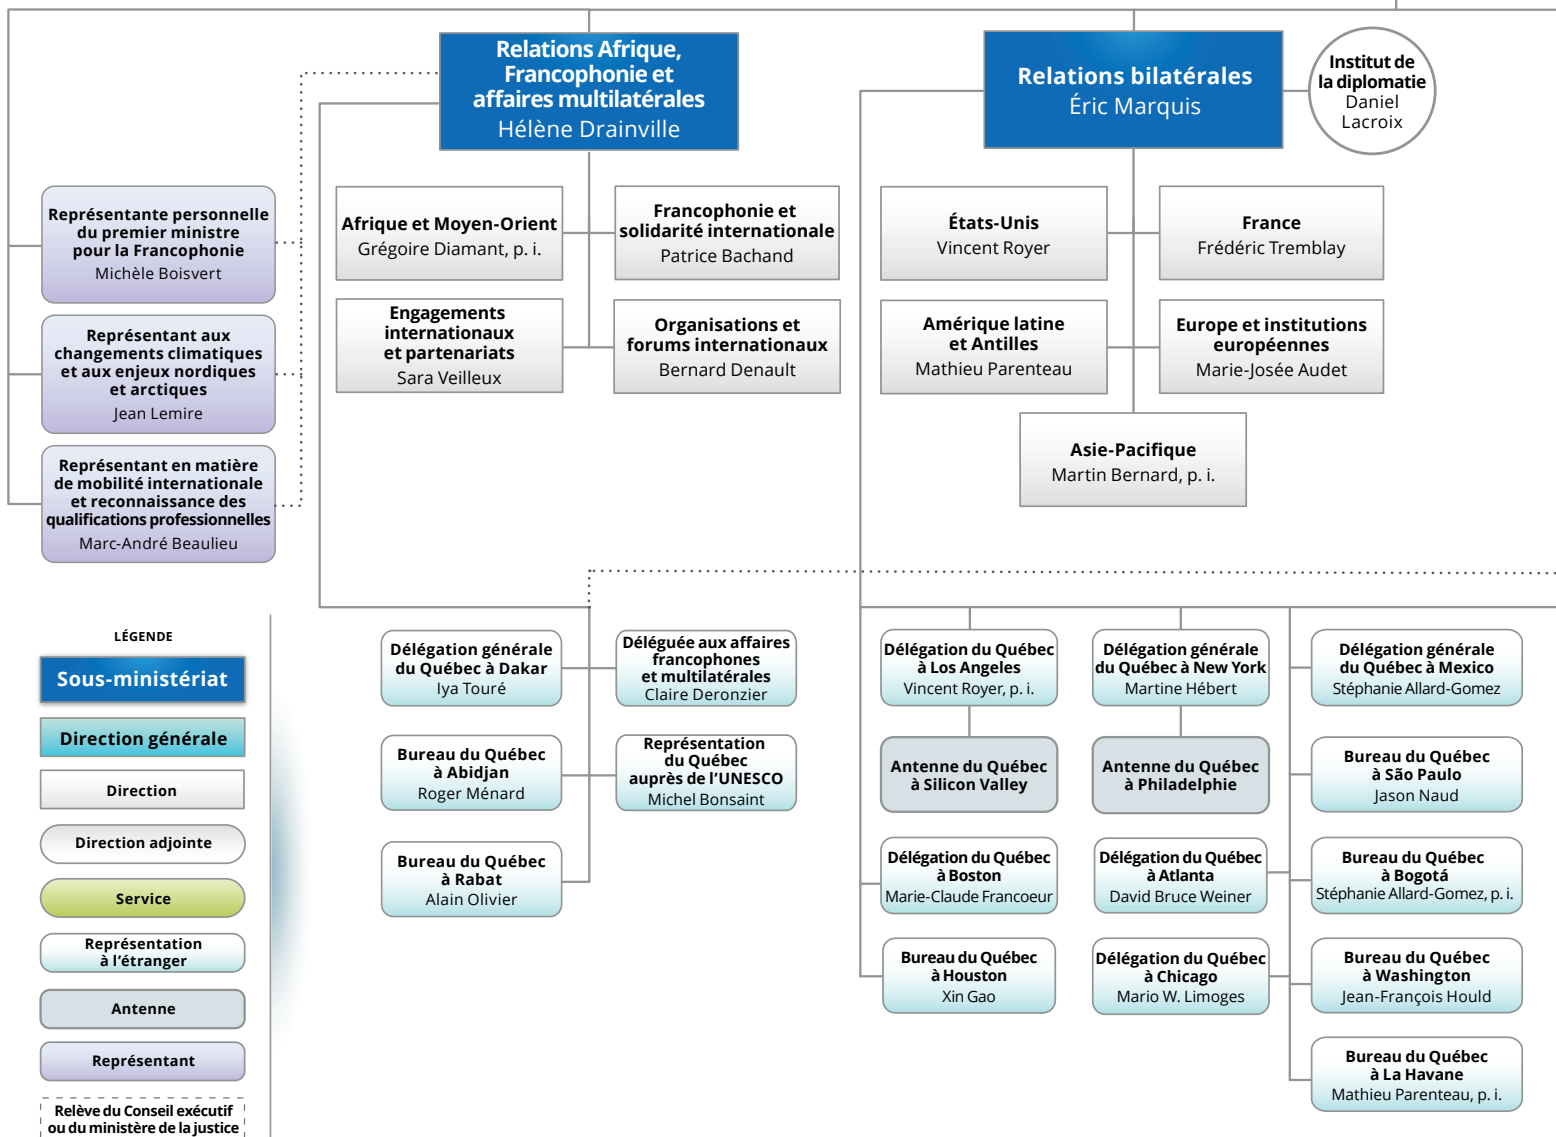 Relations Afrique,
Francophonie et
affaires multilatérales
Hélène Drainville
Relations bilatérales
Éric Marquis
Institut de
la diplomatie
Daniel
Lacroix
Représentante personnelle
du premier ministre
pour la Francophonie
Michèle Boisvert
Représentant aux
changements climatiques
et aux enjeux nordiques
et arctiques
Jean Lemire
Représentant en matière
de mobilité internationale
et reconnaissance des
qualifications professionnelles
Marc-André Beaulieu
Afrique et Moyen-Orient
Grégoire Diamant, p. i.
Francophonie et
solidarité internationale
Patrice Bachand
Engagements
internationaux
et partenariats
Sara Veilleux
Organisations et
forums internationaux
Bernard Denault
États-Unis
Vincent Royer
France
Frédéric Tremblay
Amérique latine
et Antilles
Mathieu Parenteau
Europe et institutions
européennes
Marie-Josée Audet
Asie-Pacifique
Martin Bernard, p. i.
LÉGENDE
Sous-ministériat
Direction générale
Direction
Direction adjointe
Service
Représentation
à l'étranger
Antenne
Représentant
Relève du Conseil exécutif
ou du ministère de la justice
Délégation générale
du Québec à Dakar
Iya Touré
Déléguée aux affaires
francophones
et multilatérales
Claire Deronzier
Bureau du Québec
à Abidjan
Roger Ménard
Représentation
du Québec
auprès de l'UNESCO
Michel Bonsaint
Bureau du Québec
à Rabat
Alain Olivier
Délégation du Québec
à Los Angeles
Vincent Royer, p. i.
Délégation générale
du Québec à New York
Martine Hébert
Délégation générale
du Québec à Mexico
Stéphanie Allard-Gomez
Antenne du Québec
à Silicon Valley
Antenne du Québec
à Philadelphie
Bureau du Québec
à São Paulo
Jason Naud
Délégation du Québec
à Boston
Marie-Claude Francoeur
Délégation du Québec
à Atlanta
David Bruce Weiner
Bureau du Québec
à Bogotá
Stéphanie Allard-Gomez, p. i.
Bureau du Québec
à Houston
Xin Gao
Délégation du Québec
à Chicago
Mario W. Limoges
Bureau du Québec
à Washington
Jean-François Hould
Bureau du Québec
à La Havane
Mathieu Parenteau, p. i.